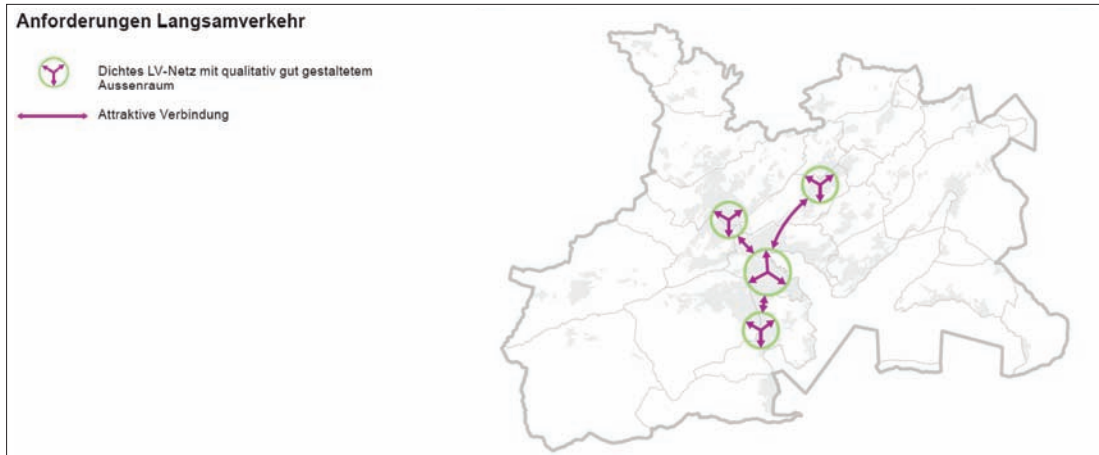 Anforderungen Langsamverkehr
Dichtes LV-Netz mit qualitativ gut gestaltetem
Aussenraum
Attraktive Verbindung